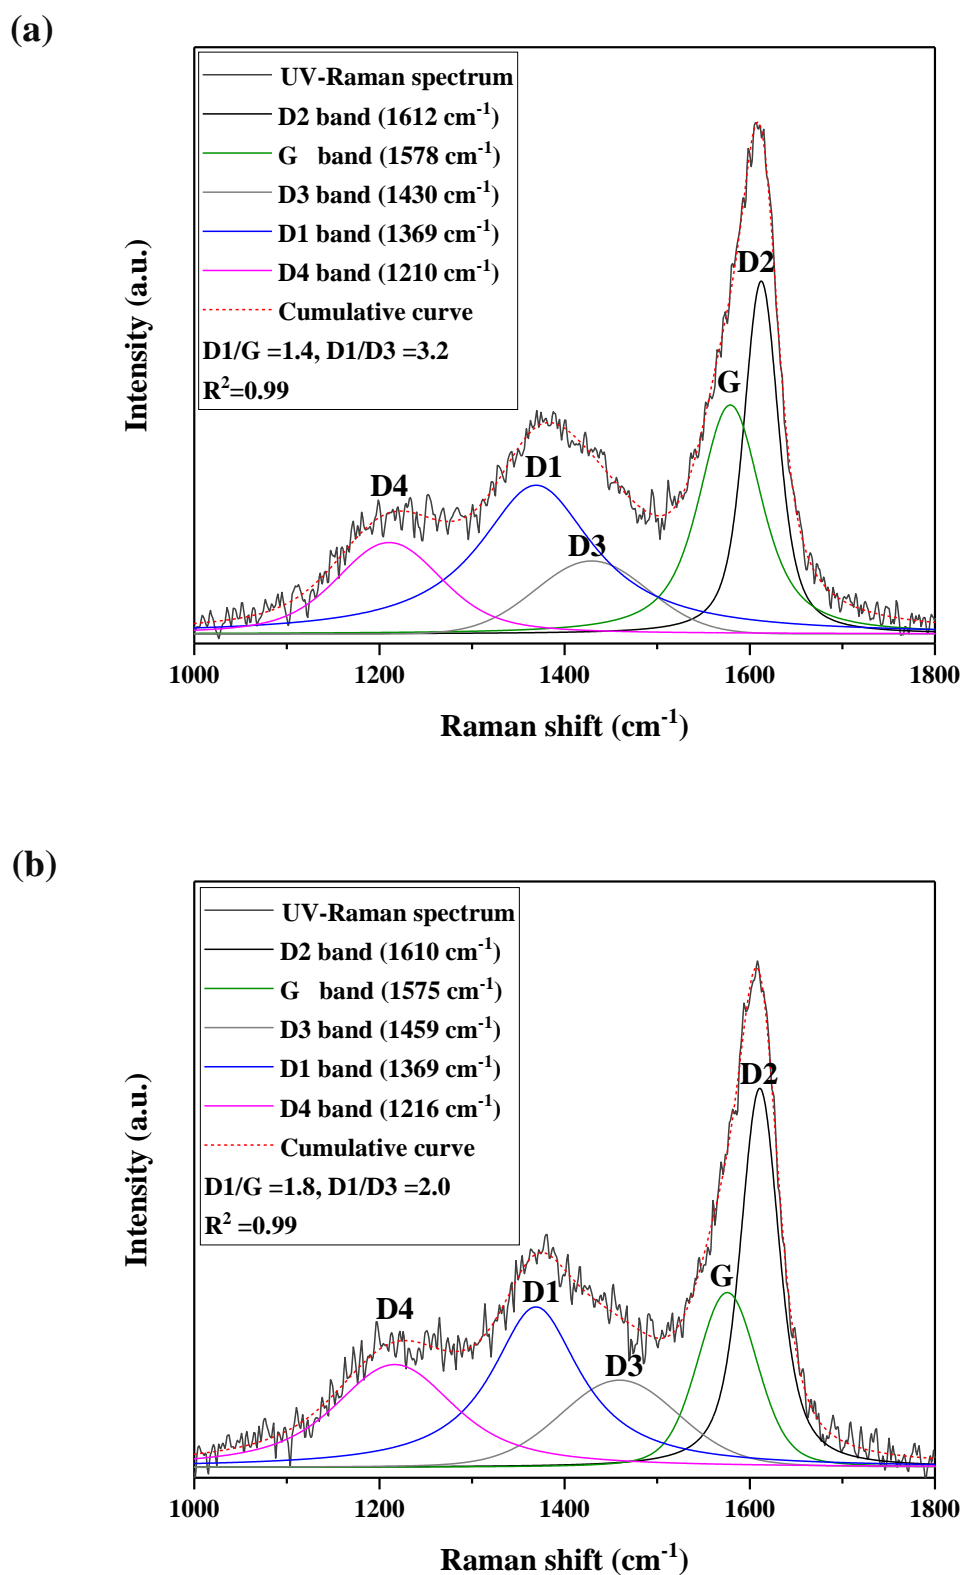 (a)
UV-Raman spectrum
D2 band (1612 cm⁻¹)
G band (1578 cm⁻¹)
D3 band (1430 cm⁻¹)
D1 band (1369 cm⁻¹)
D4 band (1210 cm⁻¹)
Cumulative curve
D1/G =1.4, D1/D3 =3.2
R²=0.99
D2
G
D1
D4
D3
Intensity (a.u.)
1000 1200 1400 1600 1800
Raman shift (cm⁻¹)
(b)
UV-Raman spectrum
D2 band (1610 cm⁻¹)
G band (1575 cm⁻¹)
D3 band (1459 cm⁻¹)
D1 band (1369 cm⁻¹)
D4 band (1216 cm⁻¹)
Cumulative curve
D1/G =1.8, D1/D3 =2.0
R² =0.99
D2
G
D1
D4
D3
Intensity (a.u.)
1000 1200 1400 1600 1800
Raman shift (cm⁻¹)